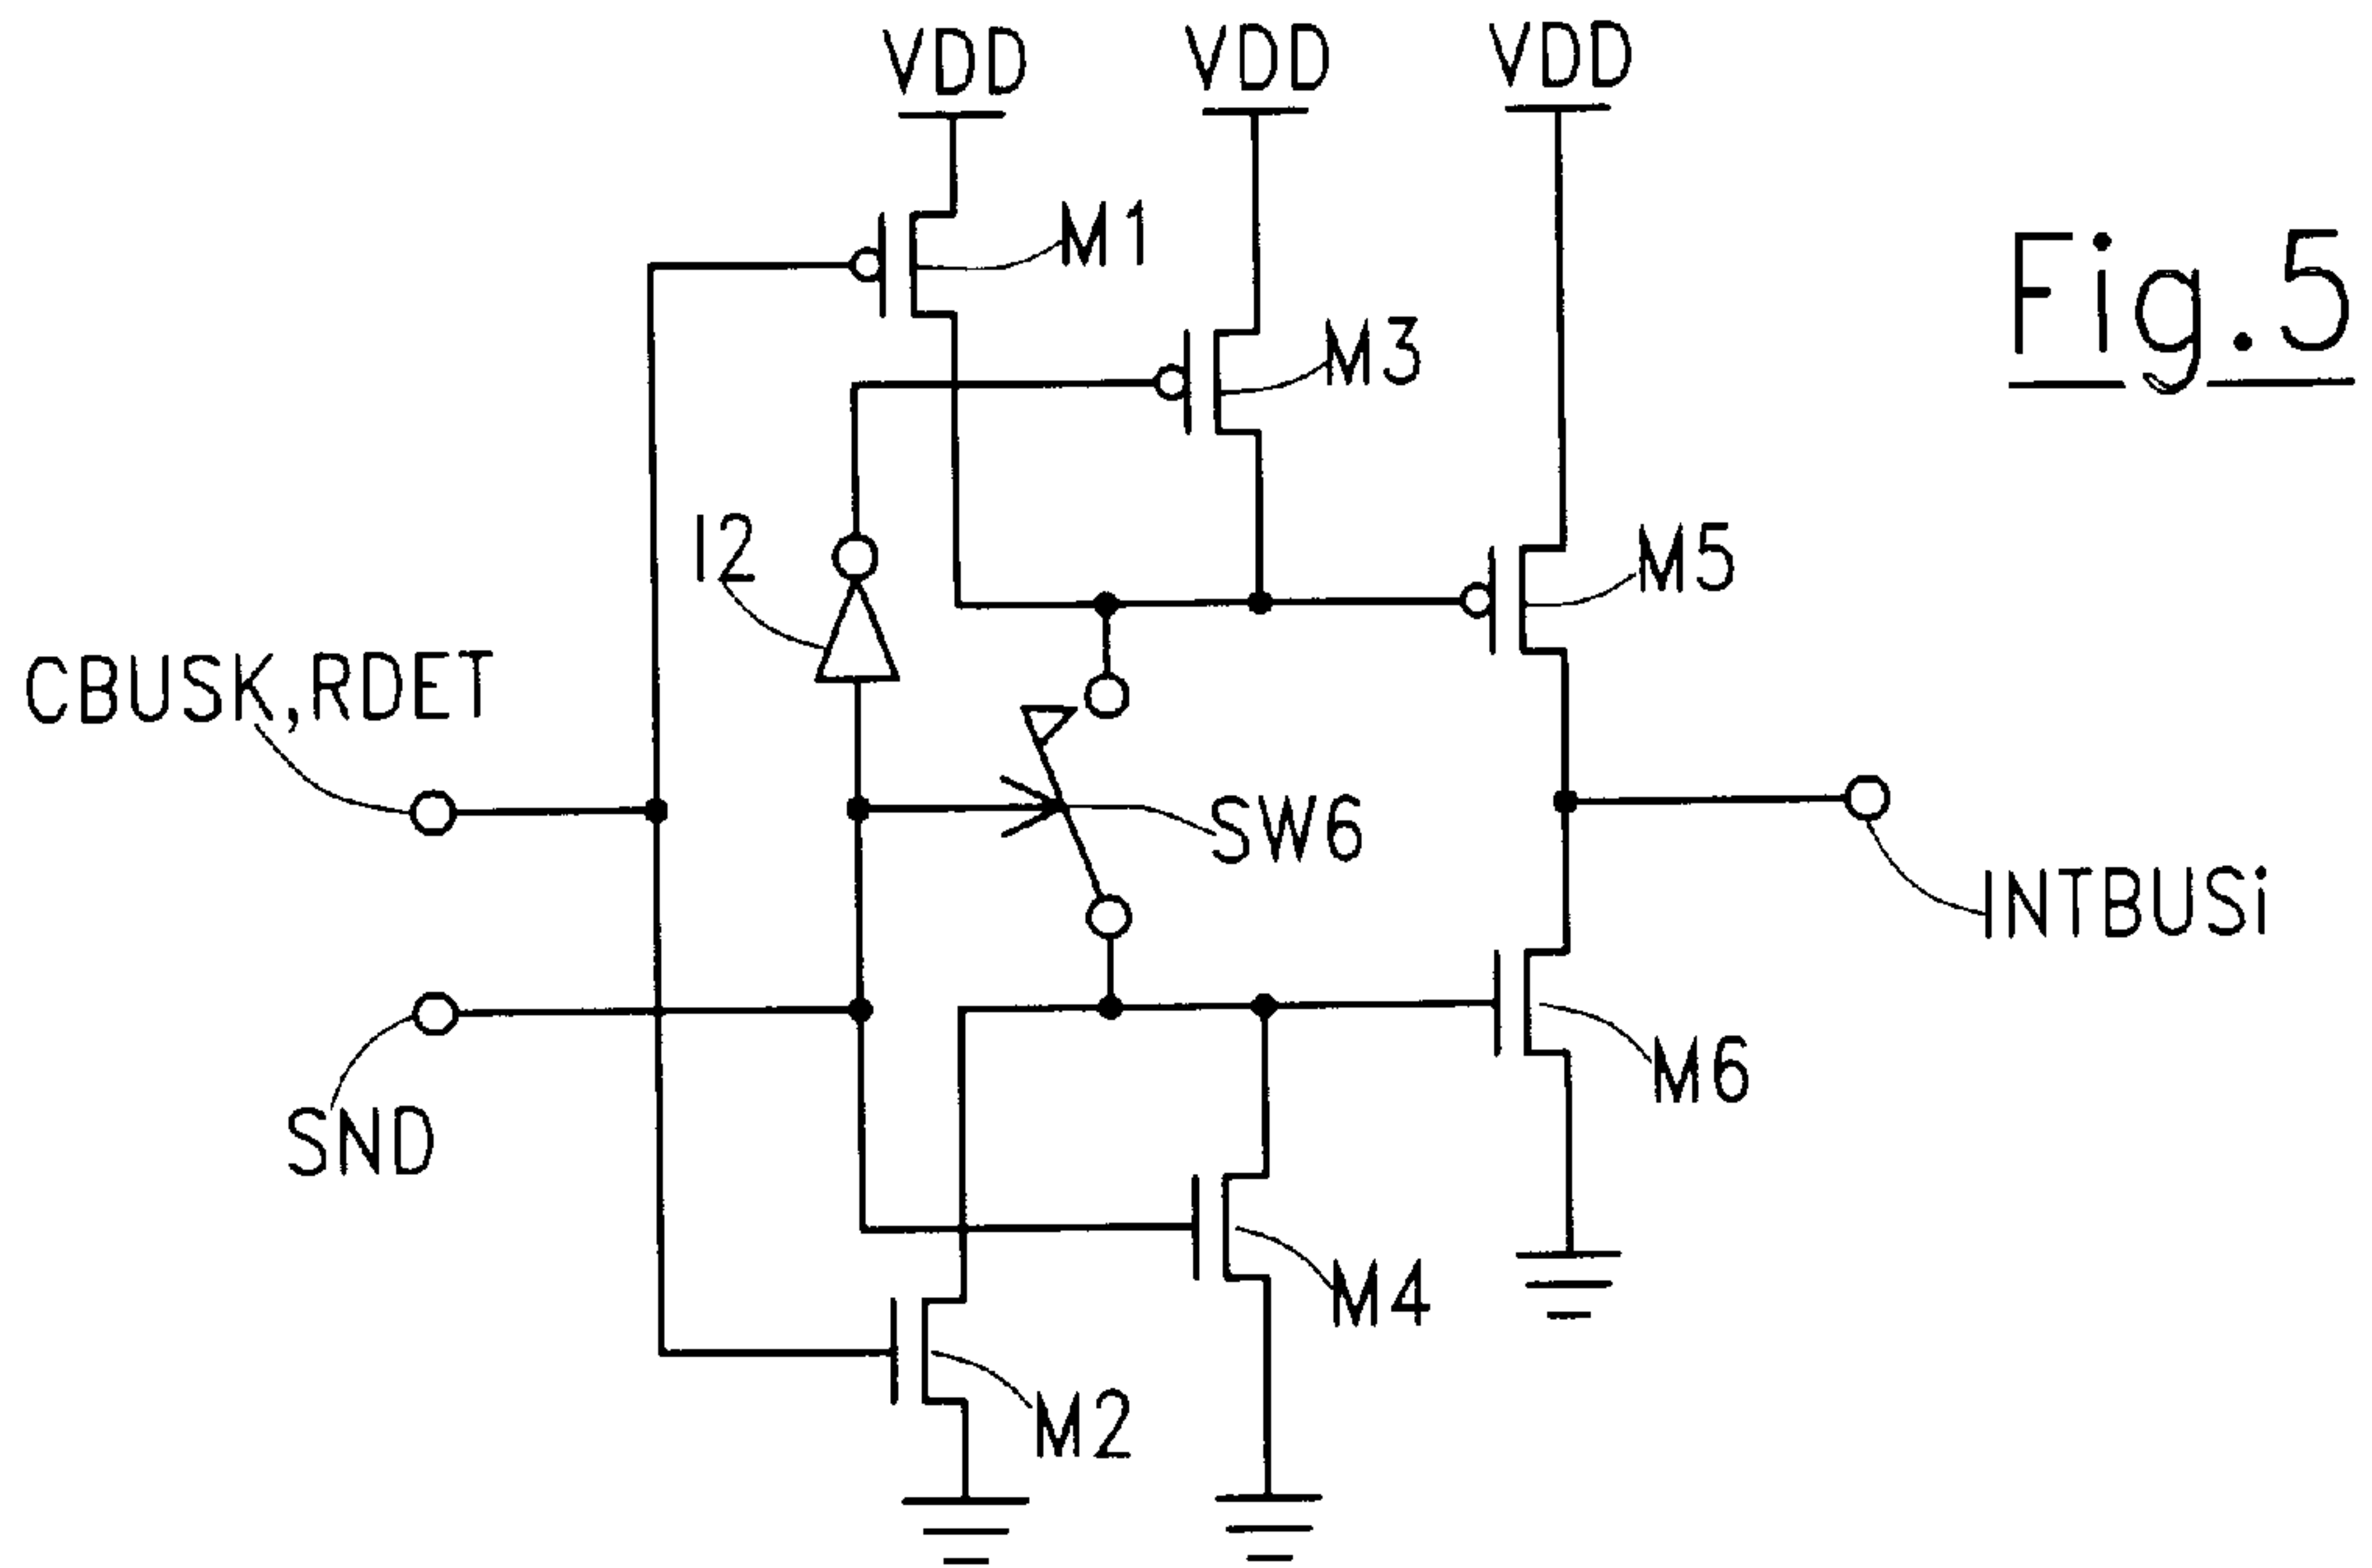 VDD VDD VDD
M1
Fig.5
M3
I2
M5
CBUSK,RDET
SW6
INTBUSi
M6
SND
M4
M2